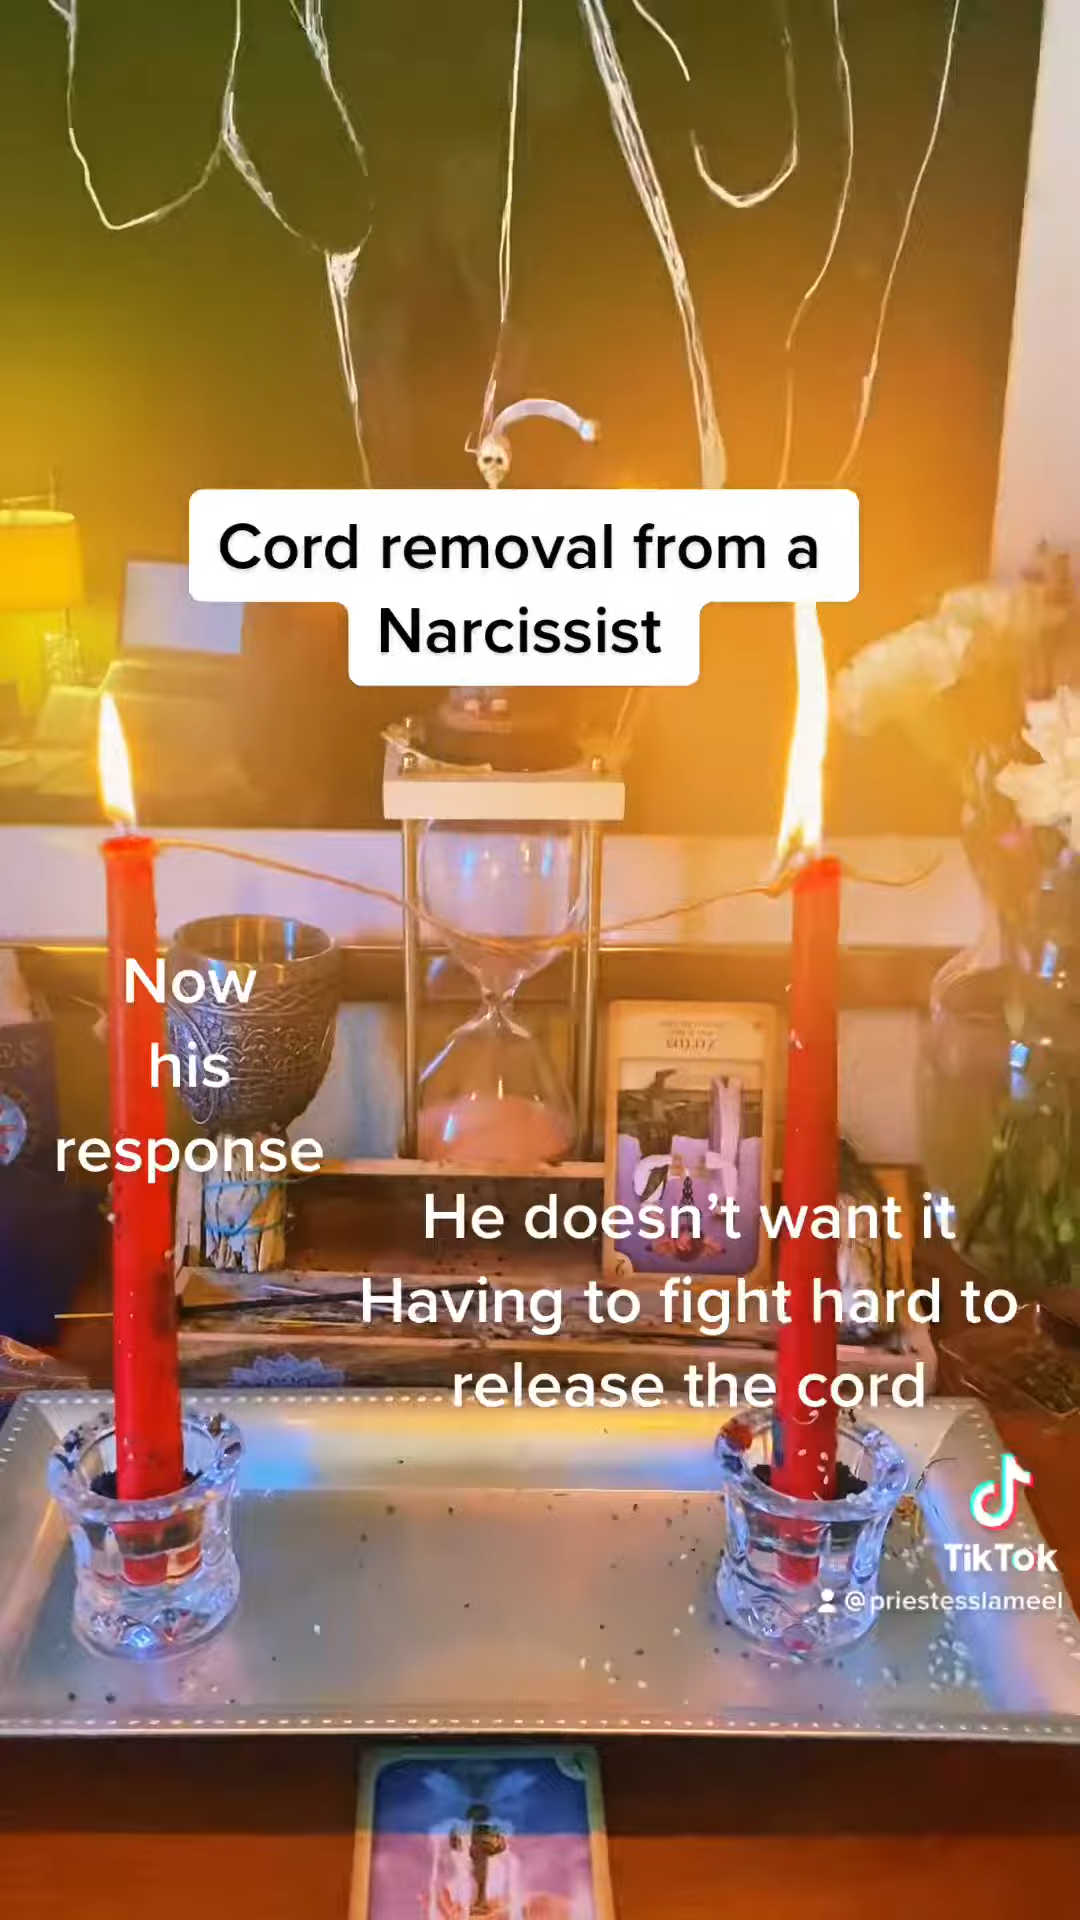 Cord removal from a
Narcissist
Now
his
response
He doesn't want it
Having to fight hard to
release the cord
TikTok
@priestesslameel